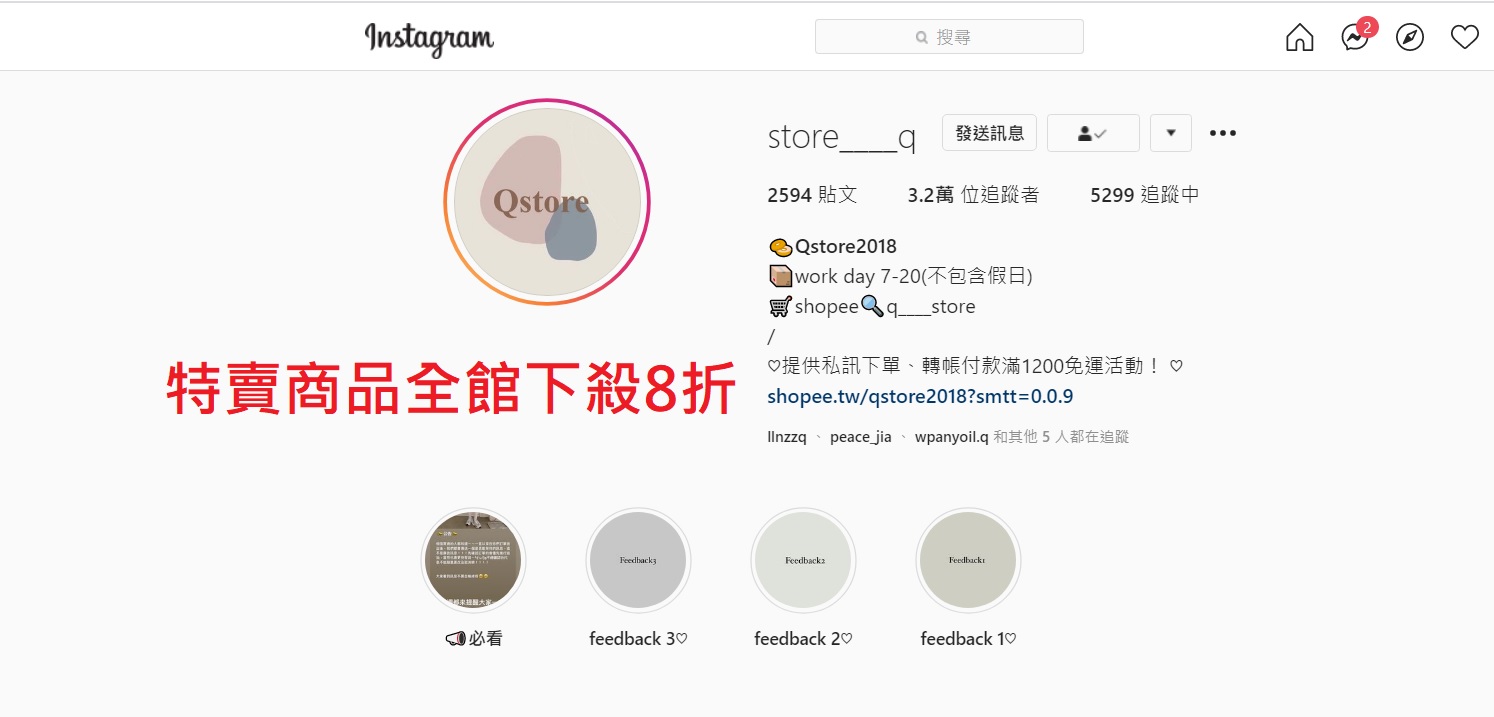 Instagram
搜尋
2
Qstore
store____q
發送訊息
2594 貼文
3.2萬 位追蹤者
5299 追蹤中
Qstore2018
work day 7-20(不包含假日)
shopee🔍q____store
/
♡提供私訊下單、轉帳付款滿1200免運活動！ ♡
shopee.tw/qstore2018?smtt=0.0.9
llnzzq 、 peace_jia 、 wpanyoil.q 和其他 5 人都在追蹤
特賣商品全館下殺8折
Feedback3
Feedback2
Feedback1
必看
feedback 3♡
feedback 2♡
feedback 1♡